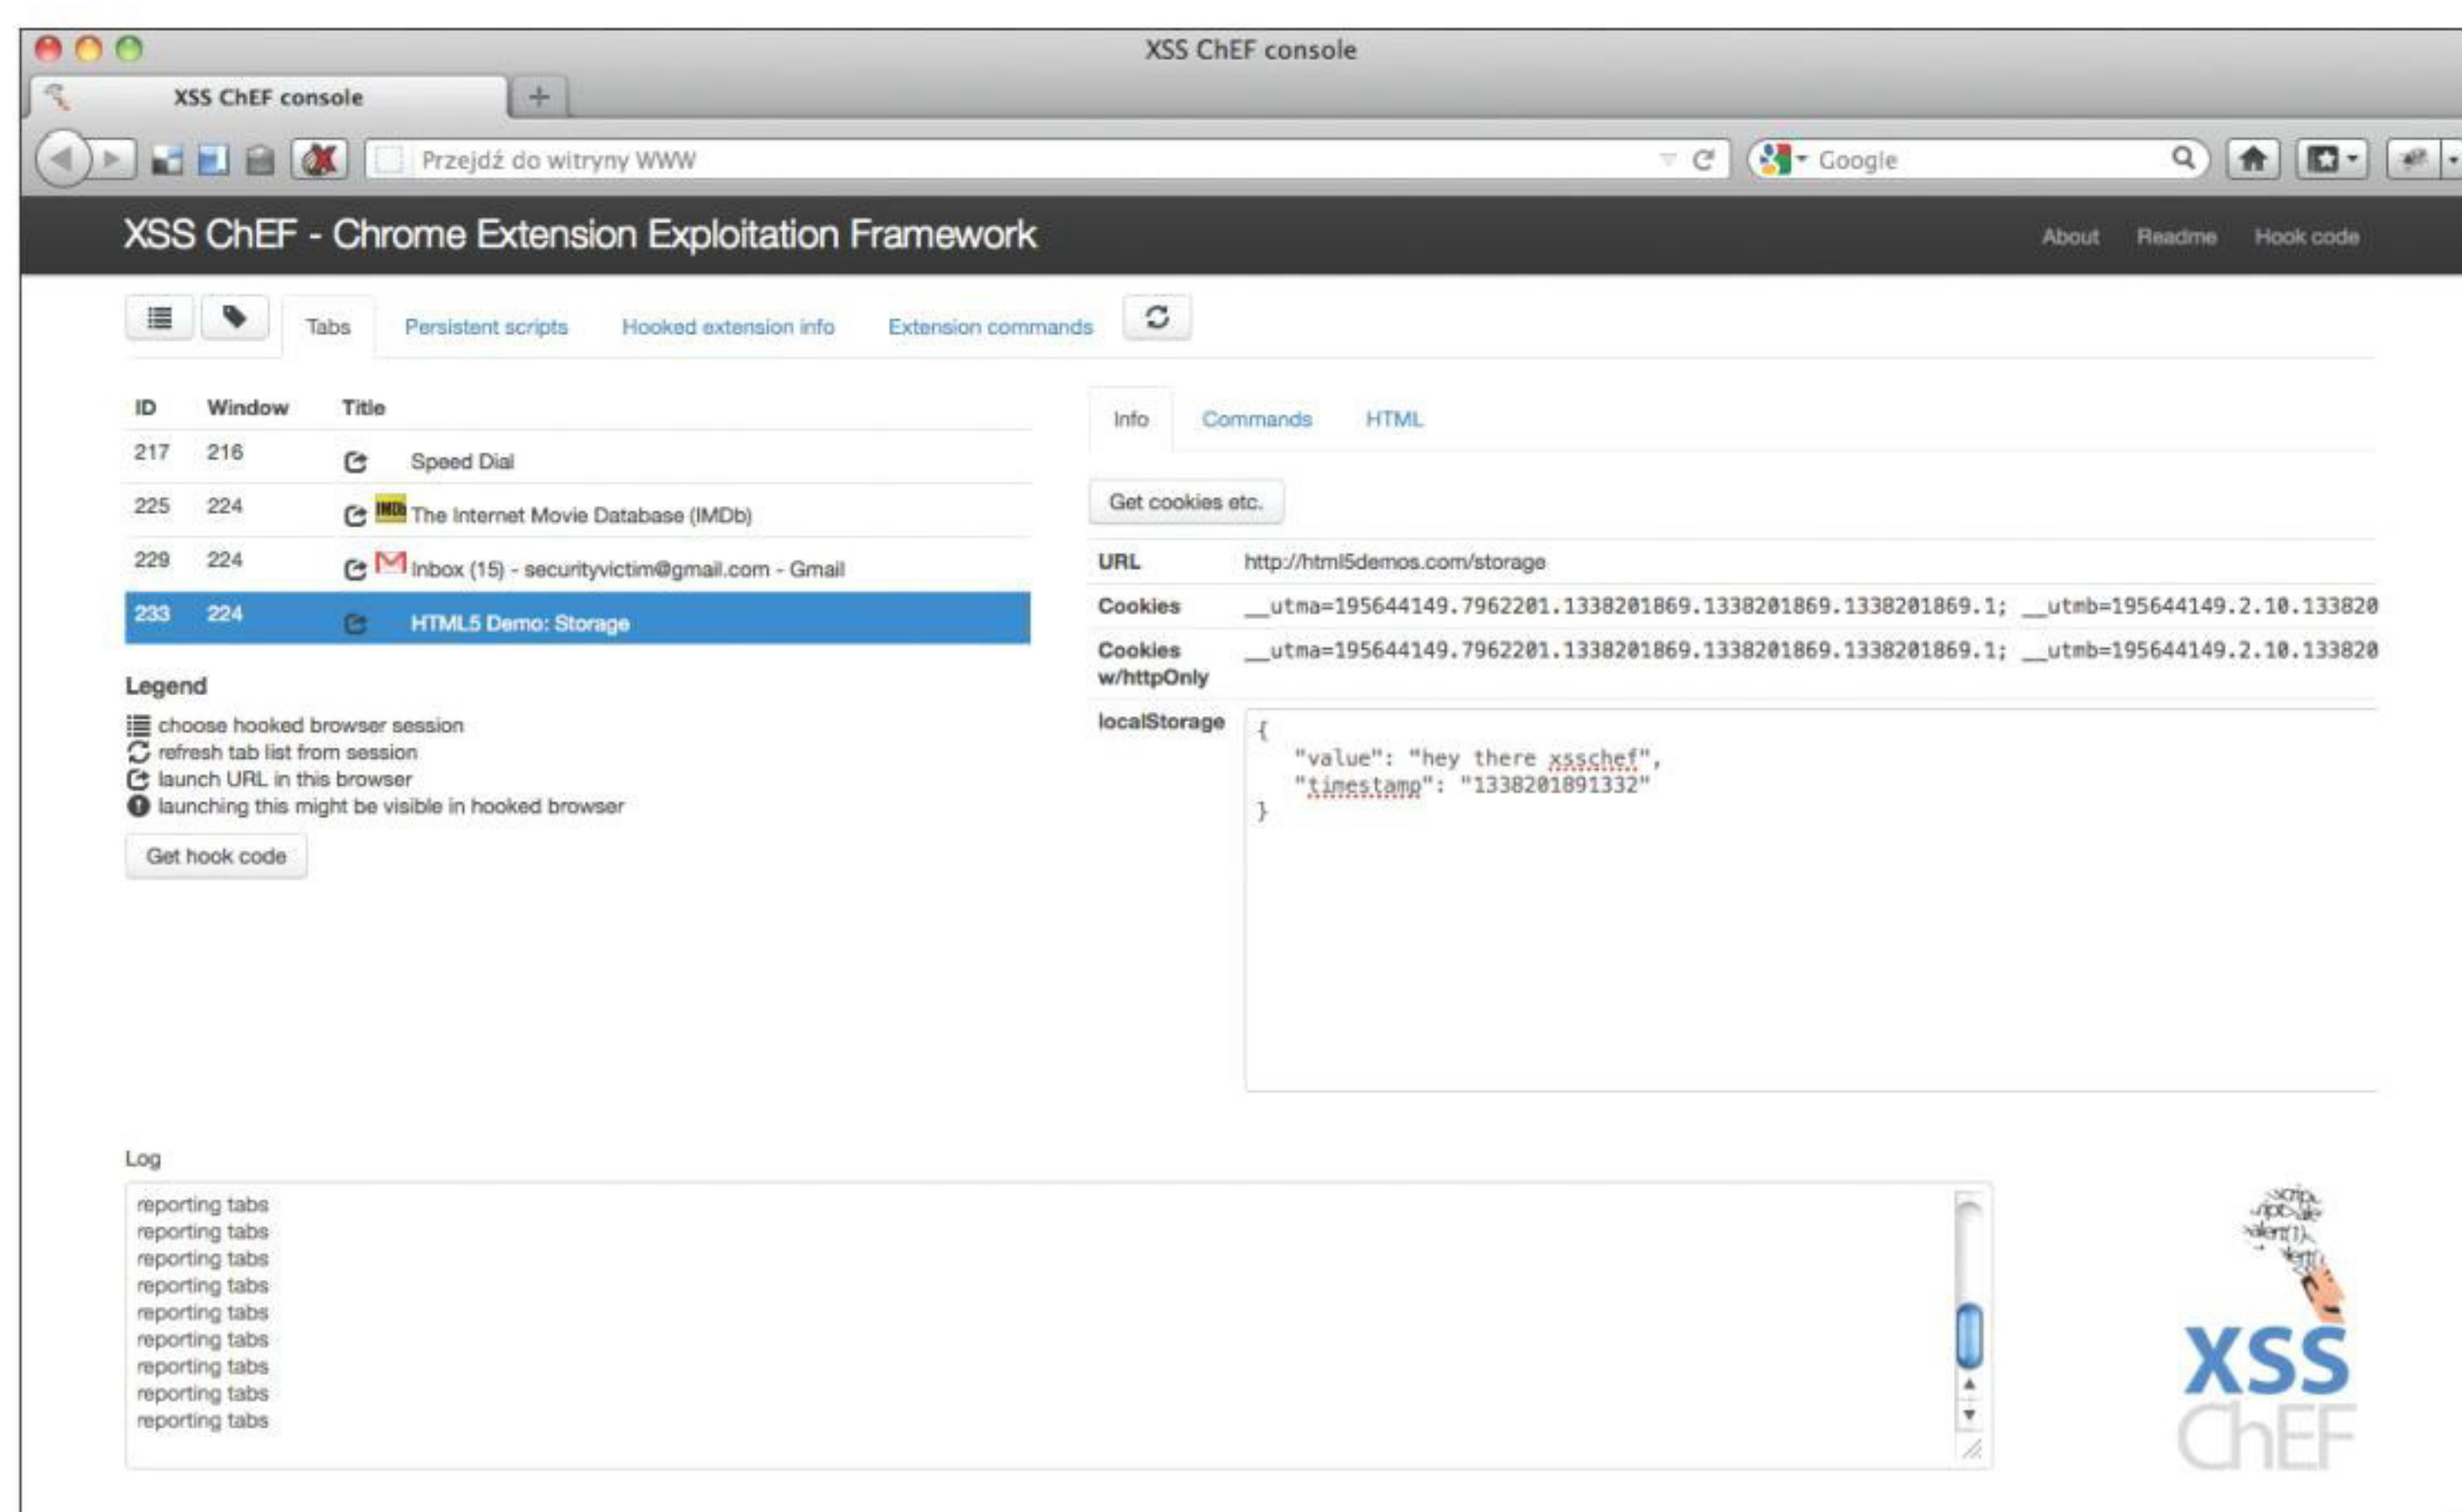 XSS ChEF console
XSS ChEF console
Przejdź do witryny WWW
Google
XSS ChEF - Chrome Extension Exploitation Framework
About Readme Hook code
Tabs Persistent scripts Hooked extension info Extension commands
ID Window Title
217 216 Speed Dial
225 224 IMDb The Internet Movie Database (IMDb)
229 224 Inbox (15) - securityvictim@gmail.com - Gmail
233 224 HTML5 Demo: Storage
Legend
choose hooked browser session
refresh tab list from session
launch URL in this browser
launching this might be visible in hooked browser
Get hook code
Info Commands HTML
Get cookies etc.
URL http://html5demos.com/storage
Cookies __utma=195644149.7962201.1338201869.1338201869.1338201869.1; __utmb=195644149.2.10.133820
Cookies __utma=195644149.7962201.1338201869.1338201869.1338201869.1; __utmb=195644149.2.10.133820
w/httpOnly
localStorage {
"value": "hey there xsschef",
"timestamp": "1338201891332"
}
Log
reporting tabs
reporting tabs
reporting tabs
reporting tabs
reporting tabs
reporting tabs
reporting tabs
reporting tabs
reporting tabs
XSS
ChEF